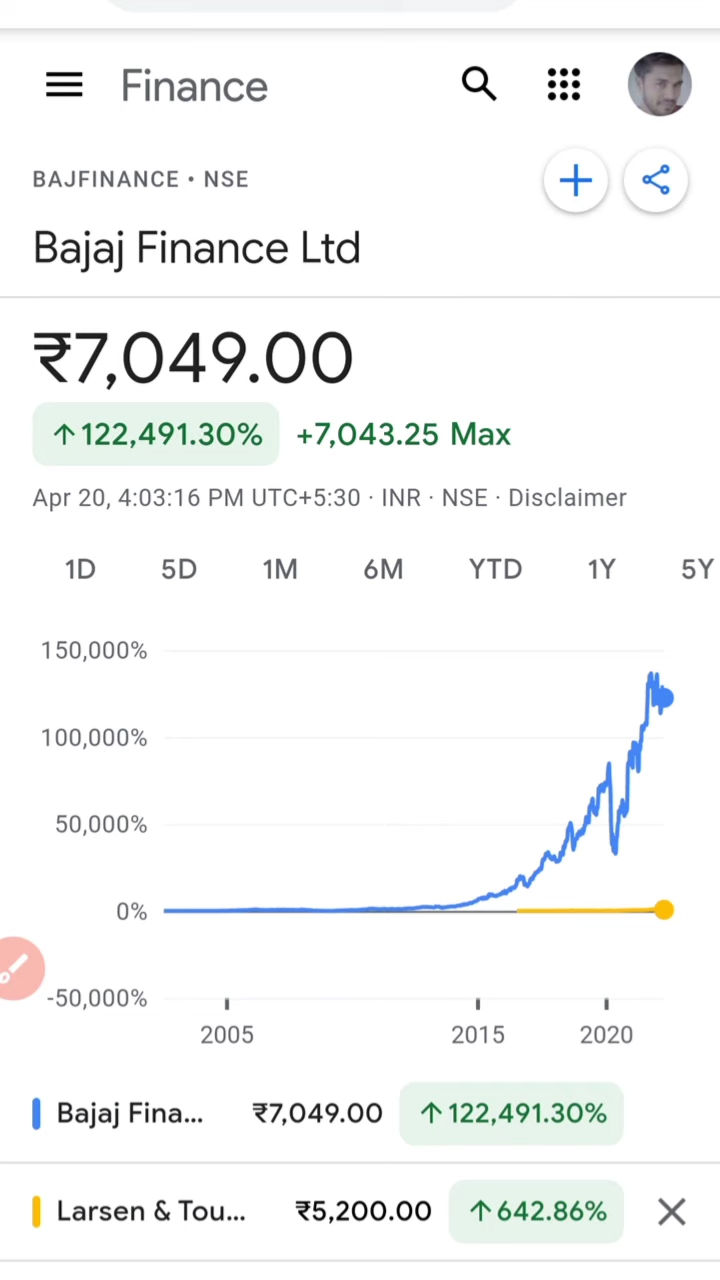 Finance
BAJFINANCE • NSE
Bajaj Finance Ltd
₹7,049.00
↑122,491.30% +7,043.25 Max
Apr 20, 4:03:16 PM UTC+5:30 · INR · NSE · Disclaimer
1D 5D 1M 6M YTD 1Y 5Y
150,000%
100,000%
50,000%
0%
-50,000%
2005 2015 2020
Bajaj Fina... ₹7,049.00 ↑122,491.30%
Larsen & Tou... ₹5,200.00 ↑642.86%